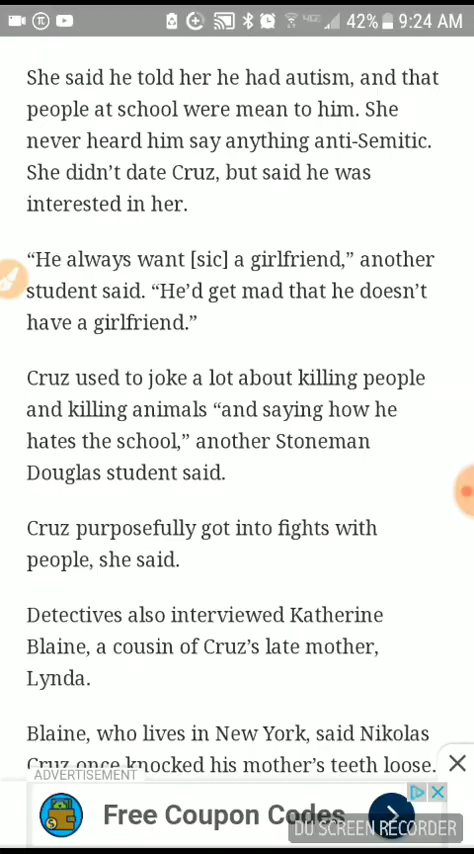 42% 9:24 AM
She said he told her he had autism, and that
people at school were mean to him. She
never heard him say anything anti-Semitic.
She didn’t date Cruz, but said he was
interested in her.
“He always want [sic] a girlfriend,” another
student said. “He’d get mad that he doesn’t
have a girlfriend.”
Cruz used to joke a lot about killing people
and killing animals “and saying how he
hates the school,” another Stoneman
Douglas student said.
Cruz purposefully got into fights with
people, she said.
Detectives also interviewed Katherine
Blaine, a cousin of Cruz’s late mother,
Lynda.
Blaine, who lives in New York, said Nikolas
Cruz once knocked his mother’s teeth loose.
ADVERTISEMENT
Free Coupon Codes
DU SCREEN RECORDER